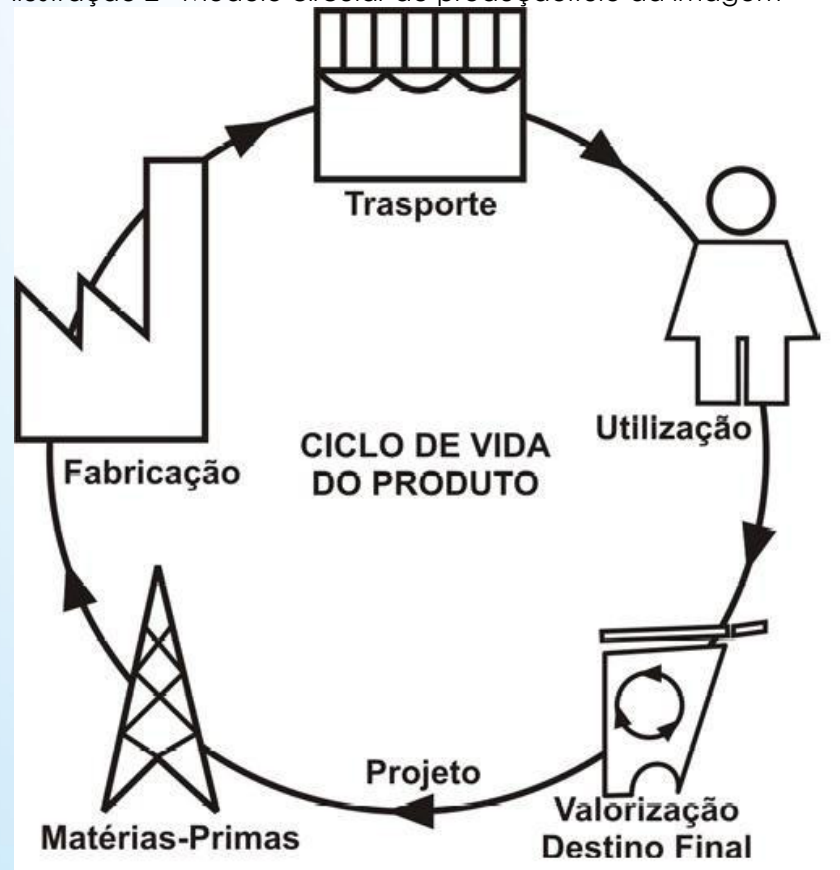 Trasporte
Utilização
CICLO DE VIDA
DO PRODUTO
Fabricação
Projeto
Valorização
Destino Final
Matérias-Primas